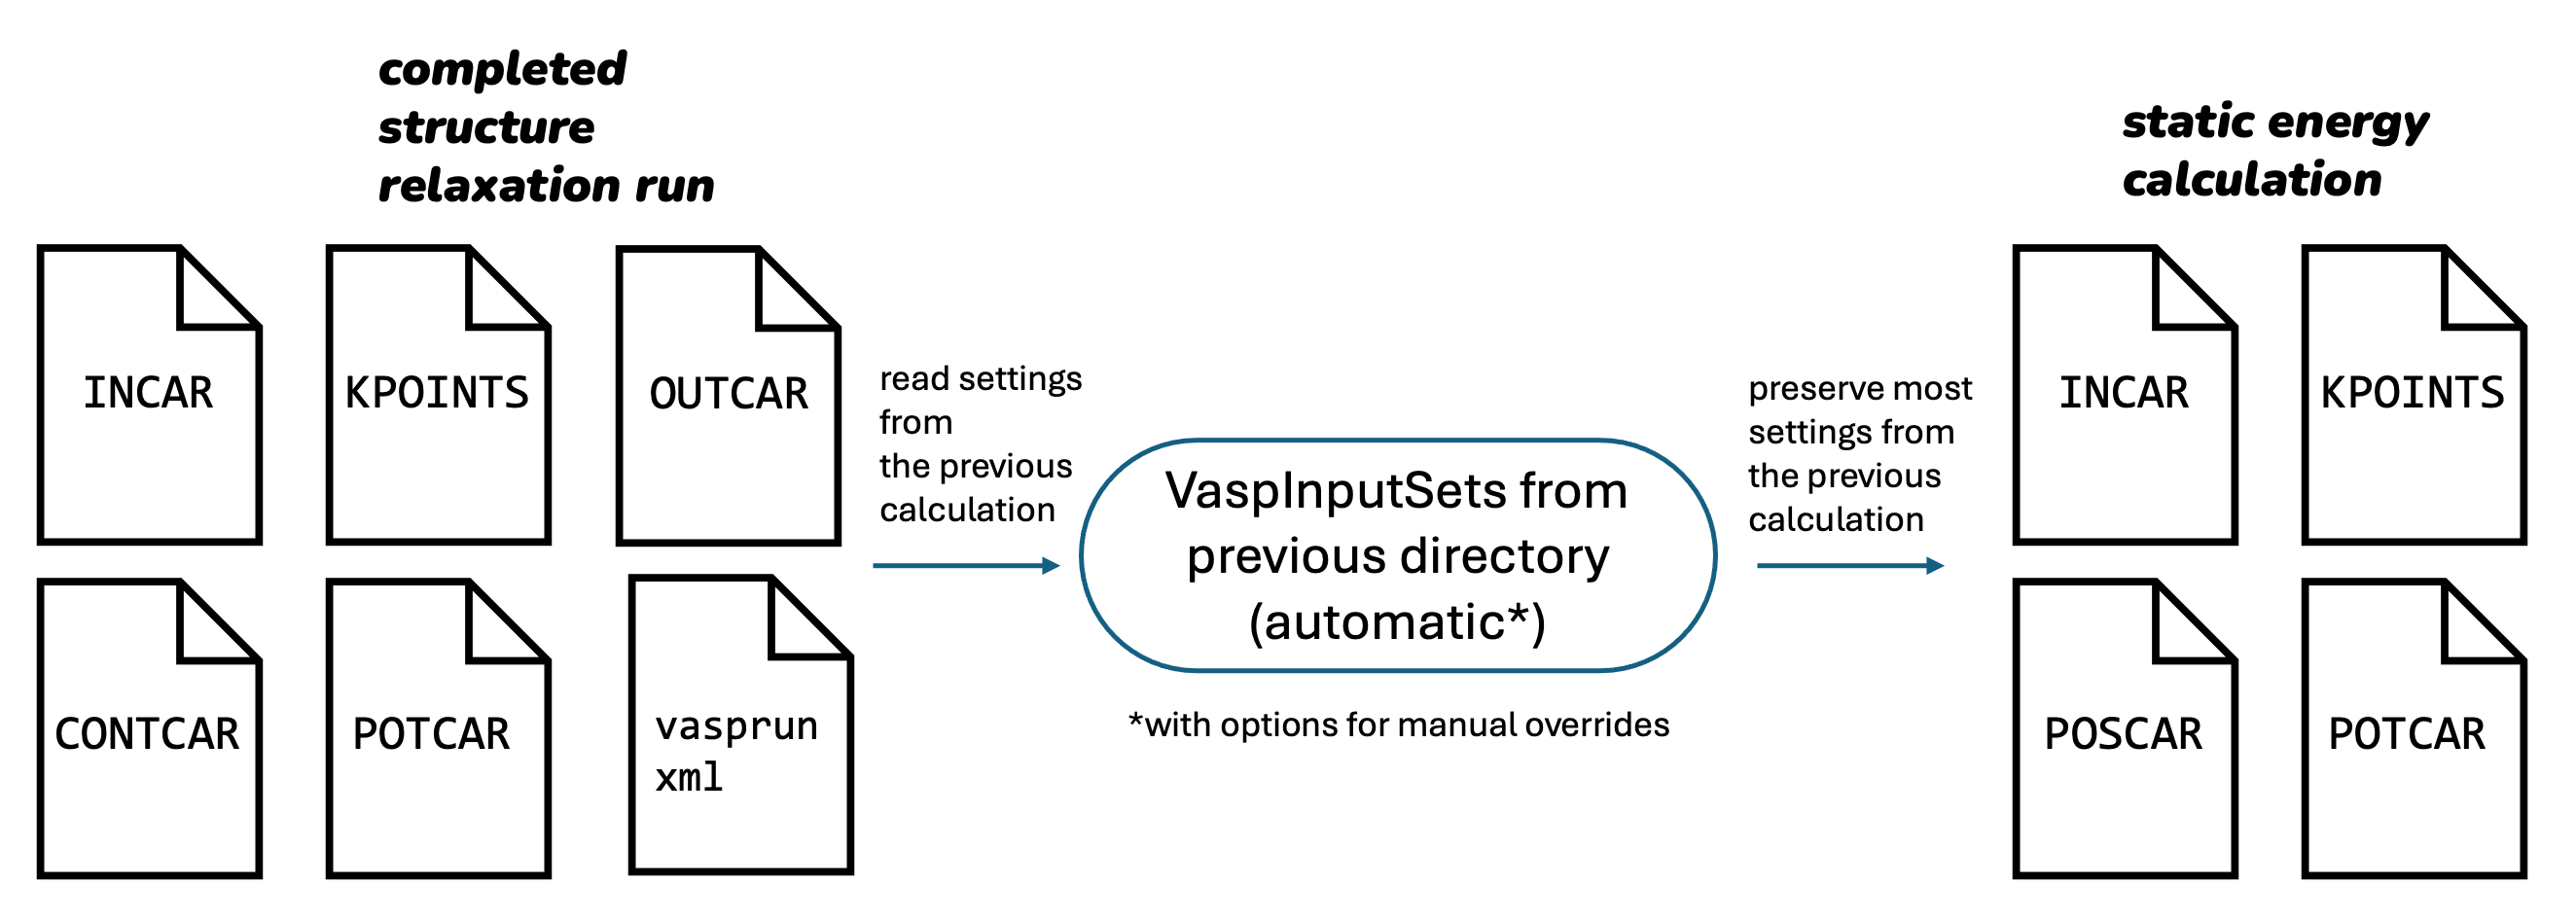 completed
structure
relaxation run
INCAR
KPOINTS
OUTCAR
CONTCAR
POTCAR
vasprun
xml
read settings
from
the previous
calculation
VaspInputSets from
previous directory
(automatic*)
*with options for manual overrides
preserve most
settings from
the previous
calculation
static energy
calculation
INCAR
KPOINTS
POSCAR
POTCAR